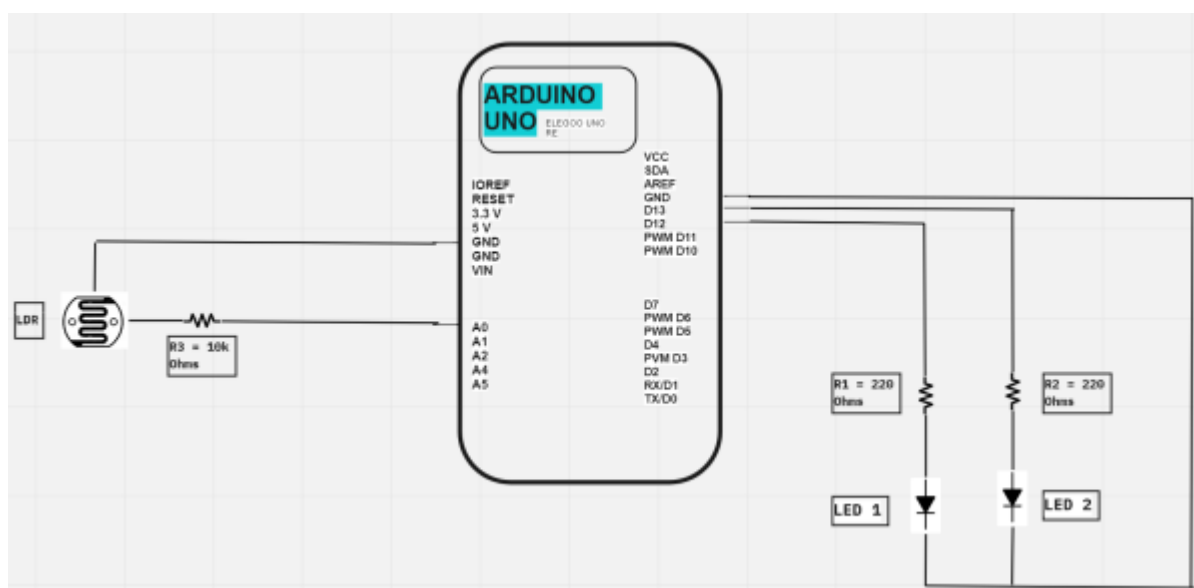 ARDUINO
UNO
ELEGOO UNO
RE
VCC
SDA
AREF
GND
D13
D12
PWM D11
PWM D10
IOREF
RESET
3.3 V
5 V
GND
GND
VIN
D7
PWM D6
PWM D5
D4
PVM D3
D2
RX/D1
TX/D0
A0
A1
A2
A4
A5
LDR
R3 = 10k
Ohms
R1 = 220
Ohms
R2 = 220
Ohms
LED 1
LED 2